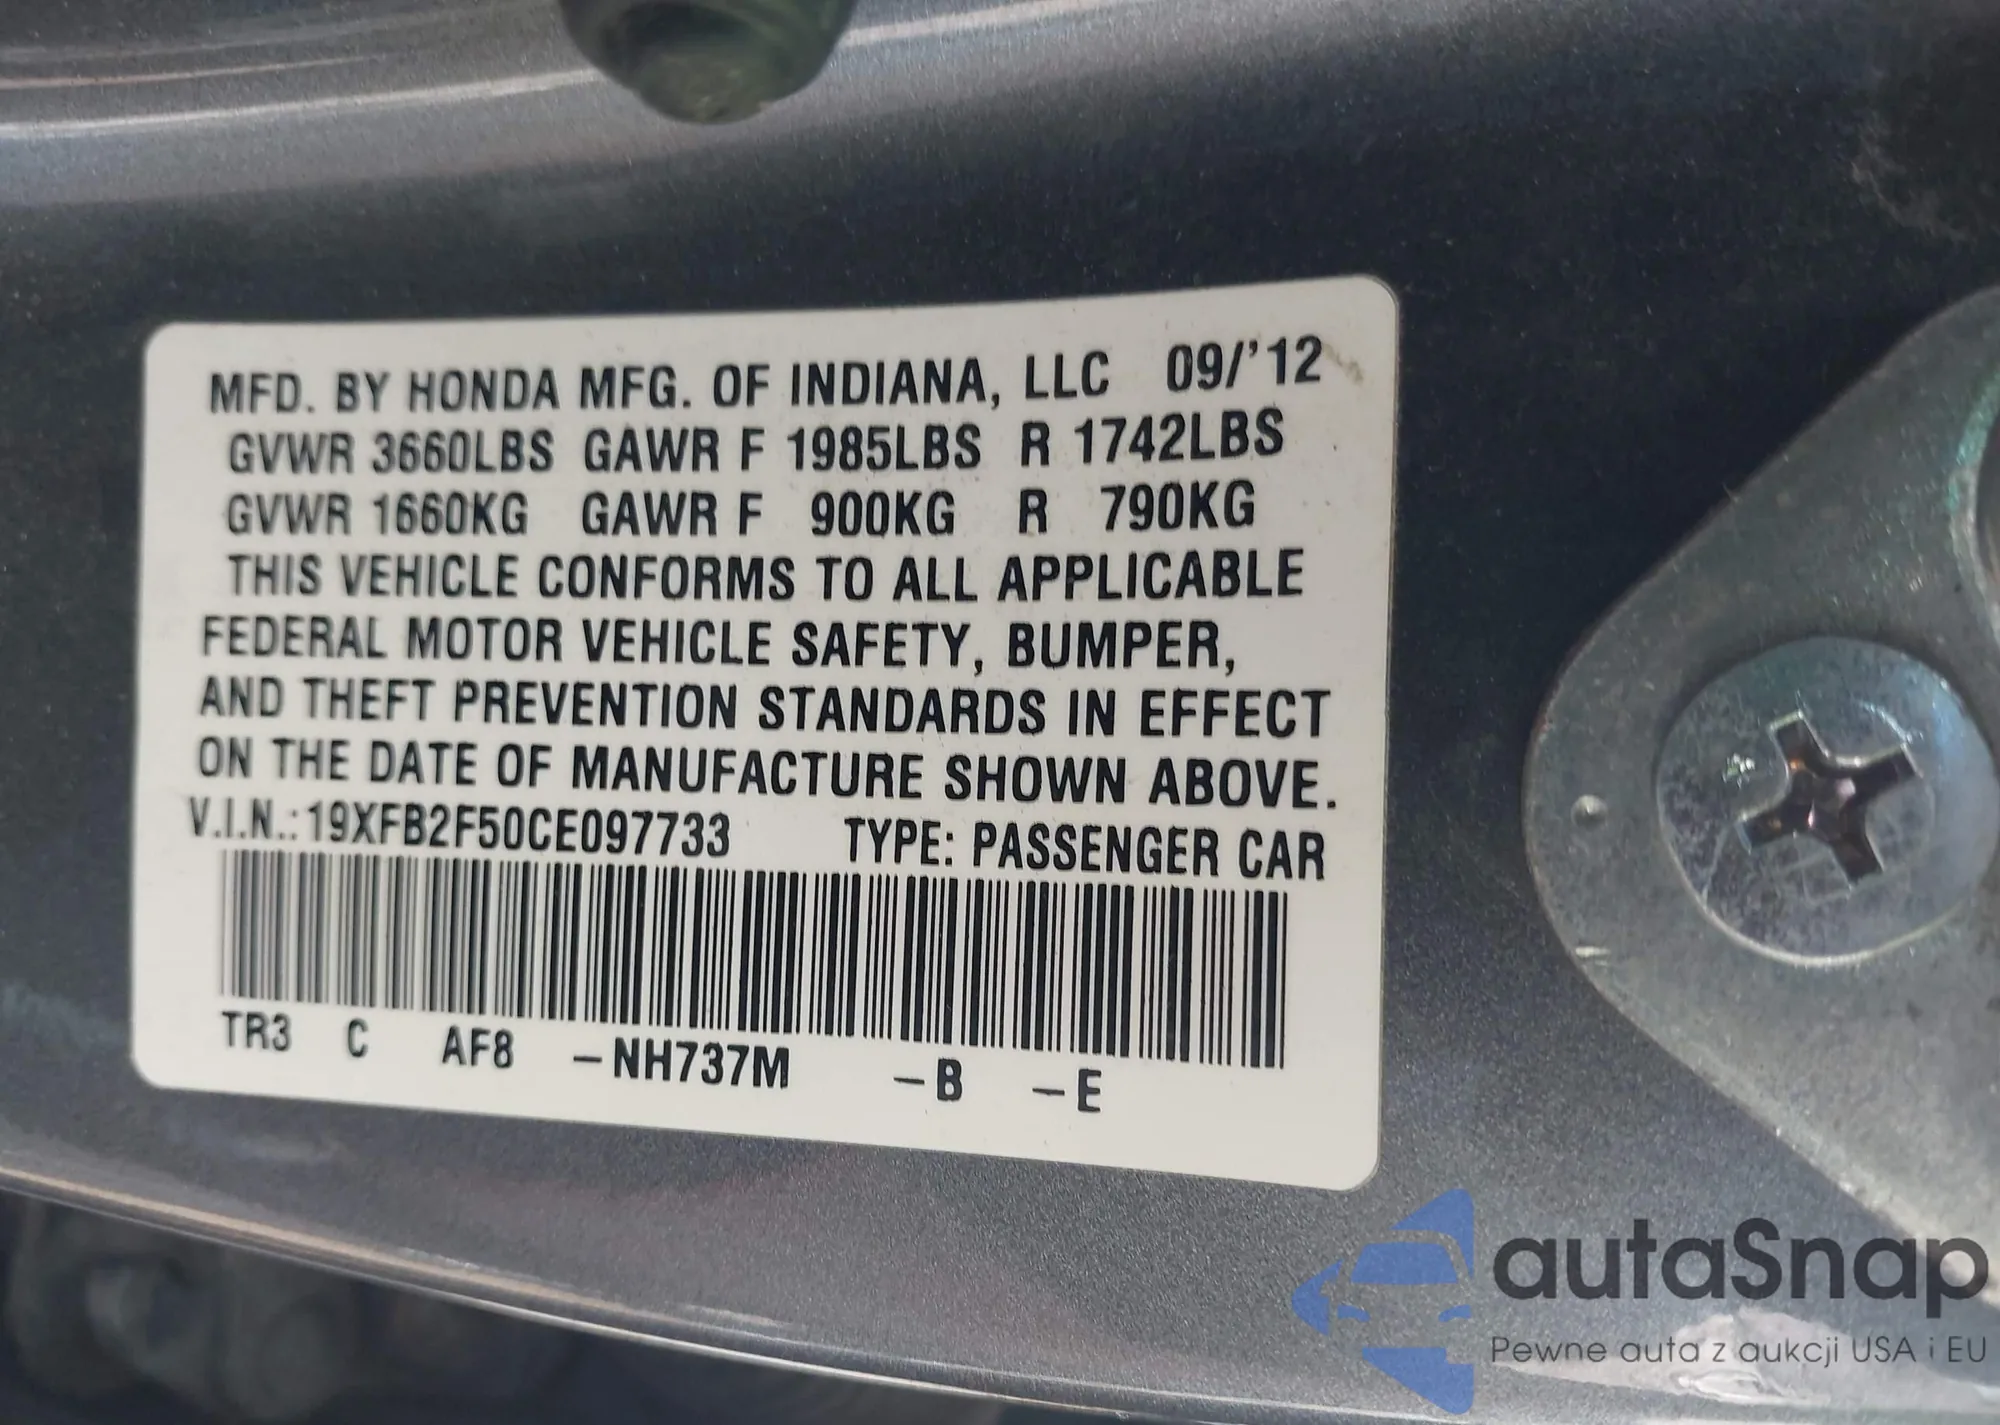 MFD. BY HONDA MFG. OF INDIANA, LLC 09/'12
GVWR 3660LBS GAWR F 1985LBS R 1742LBS
GVWR 1660KG GAWR F 900KG R 790KG
THIS VEHICLE CONFORMS TO ALL APPLICABLE
FEDERAL MOTOR VEHICLE SAFETY, BUMPER,
AND THEFT PREVENTION STANDARDS IN EFFECT
ON THE DATE OF MANUFACTURE SHOWN ABOVE.
V.I.N.: 19XFB2F50CE097733 TYPE: PASSENGER CAR
TR3 C AF8 -NH737M -B -E
autaSnap
Pewne auta z aukcji USA i EU